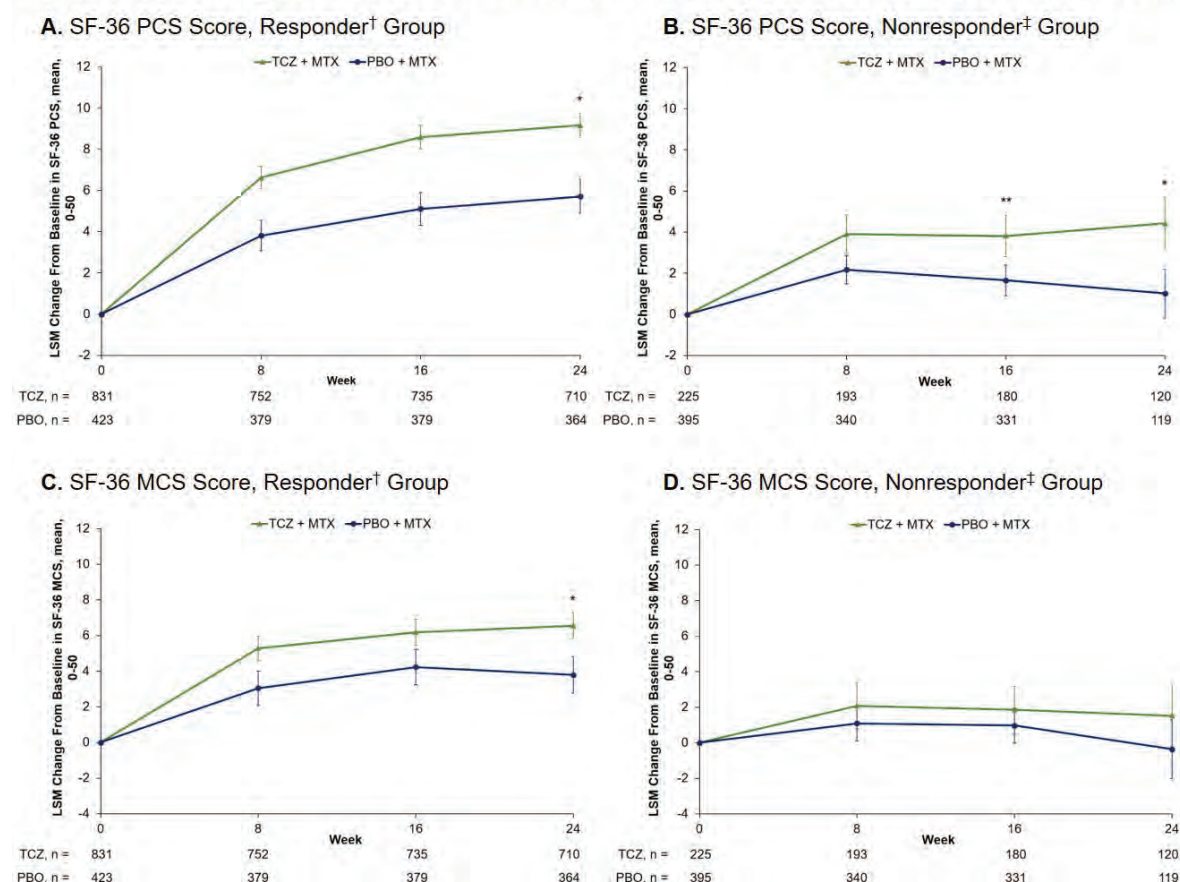 A. SF-36 PCS Score, Responder† Group
TCZ + MTX PBO + MTX
LSM Change From Baseline in SF-36 PCS, mean,
0-50
12
10
8
6
4
2
0
-2
*
0 8 16 24
Week
TCZ, n = 831 752 735 710
PBO, n = 423 379 379 364
B. SF-36 PCS Score, Nonresponder‡ Group
TCZ + MTX PBO + MTX
LSM Change From Baseline in SF-36 PCS, mean,
0-50
12
10
8
6
4
2
0
-2
**
*
0 8 16 24
Week
TCZ, n = 225 193 180 120
PBO, n = 395 340 331 119
C. SF-36 MCS Score, Responder† Group
TCZ + MTX PBO + MTX
LSM Change From Baseline in SF-36 MCS, mean,
0-50
12
10
8
6
4
2
0
-2
-4
*
0 8 16 24
Week
TCZ, n = 831 752 735 710
PBO, n = 423 379 379 364
D. SF-36 MCS Score, Nonresponder‡ Group
TCZ + MTX PBO + MTX
LSM Change From Baseline in SF-36 MCS, mean,
0-50
12
10
8
6
4
2
0
-2
-4
0 8 16 24
Week
TCZ, n = 225 193 180 120
PBO, n = 395 340 331 119